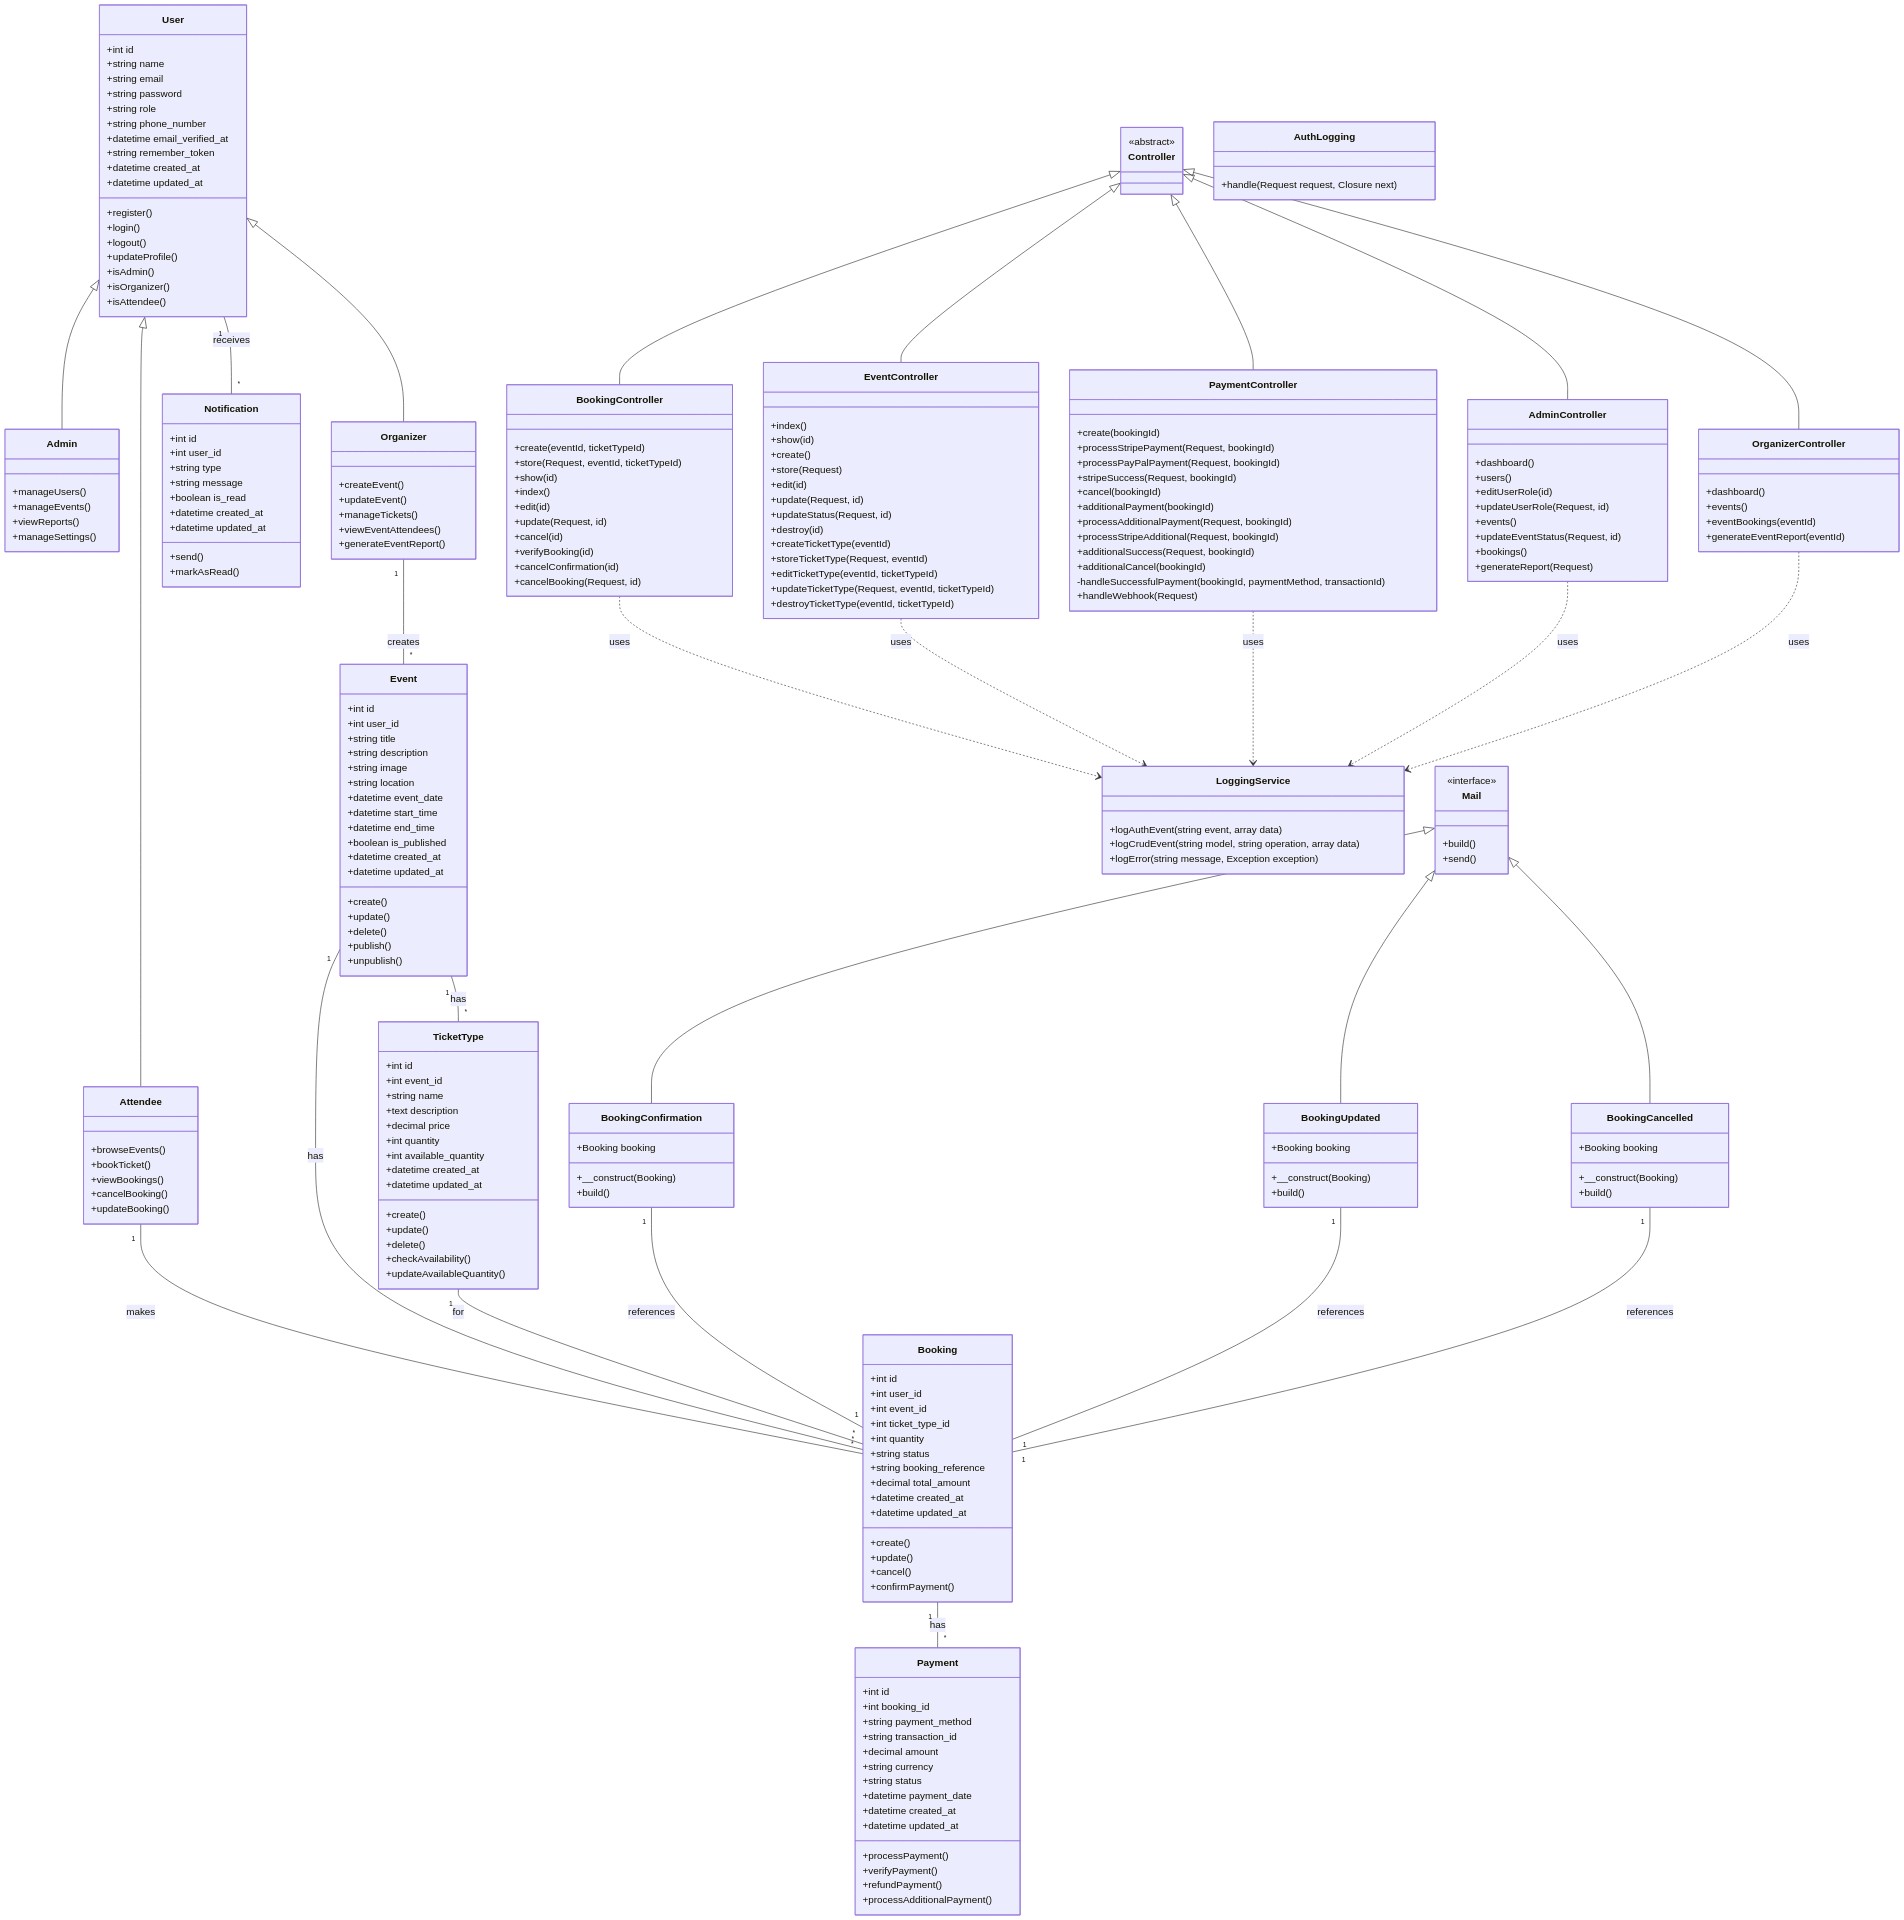 User
+int id
+string name
+string email
+string password
+string role
+string phone_number
+datetime email_verified_at
+string remember_token
+datetime created_at
+datetime updated_at
+register()
+login()
+logout()
+updateProfile()
+isAdmin()
+isOrganizer()
+isAttendee()
«abstract»
Controller
AuthLogging
+handle(Request request, Closure next)
1
receives
*
Admin
+manageUsers()
+manageEvents()
+viewReports()
+manageSettings()
Notification
+int id
+int user_id
+string type
+string message
+boolean is_read
+datetime created_at
+datetime updated_at
+send()
+markAsRead()
Organizer
+createEvent()
+updateEvent()
+manageTickets()
+viewEventAttendees()
+generateEventReport()
BookingController
+create(eventId, ticketTypeId)
+store(Request, eventId, ticketTypeId)
+show(id)
+index()
+edit(id)
+update(Request, id)
+cancel(id)
+verifyBooking(id)
+cancelConfirmation(id)
+cancelBooking(Request, id)
EventController
+index()
+show(id)
+create()
+store(Request)
+edit(id)
+update(Request, id)
+updateStatus(Request, id)
+destroy(id)
+createTicketType(eventId)
+storeTicketType(Request, eventId)
+editTicketType(eventId, ticketTypeId)
+updateTicketType(Request, eventId, ticketTypeId)
+destroyTicketType(eventId, ticketTypeId)
PaymentController
+create(bookingId)
+processStripePayment(Request, bookingId)
+processPayPalPayment(Request, bookingId)
+stripeSuccess(Request, bookingId)
+cancel(bookingId)
+additionalPayment(bookingId)
+processAdditionalPayment(Request, bookingId)
+processStripeAdditional(Request, bookingId)
+additionalSuccess(Request, bookingId)
+additionalCancel(bookingId)
-handleSuccessfulPayment(bookingId, paymentMethod, transactionId)
+handleWebhook(Request)
AdminController
+dashboard()
+users()
+editUserRole(id)
+updateUserRole(Request, id)
+events()
+updateEventStatus(Request, id)
+bookings()
+generateReport(Request)
OrganizerController
+dashboard()
+events()
+eventBookings(eventId)
+generateEventReport(eventId)
1
creates
*
uses
uses
uses
uses
uses
Event
+int id
+int user_id
+string title
+string description
+string image
+string location
+datetime event_date
+datetime start_time
+datetime end_time
+boolean is_published
+datetime created_at
+datetime updated_at
+create()
+update()
+delete()
+publish()
+unpublish()
LoggingService
+logAuthEvent(string event, array data)
+logCrudEvent(string model, string operation, array data)
+logError(string message, Exception exception)
«interface»
Mail
+build()
+send()
1
1
has
*
TicketType
+int id
+int event_id
+string name
+text description
+decimal price
+int quantity
+int available_quantity
+datetime created_at
+datetime updated_at
+create()
+update()
+delete()
+checkAvailability()
+updateAvailableQuantity()
Attendee
+browseEvents()
+bookTicket()
+viewBookings()
+cancelBooking()
+updateBooking()
has
BookingConfirmation
+Booking booking
+__construct(Booking)
+build()
BookingUpdated
+Booking booking
+__construct(Booking)
+build()
BookingCancelled
+Booking booking
+__construct(Booking)
+build()
1
1
1
1
makes
1
for
references
references
references
1
*
*
*
1
1
Booking
+int id
+int user_id
+int event_id
+int ticket_type_id
+int quantity
+string status
+string booking_reference
+decimal total_amount
+datetime created_at
+datetime updated_at
+create()
+update()
+cancel()
+confirmPayment()
1
has
*
Payment
+int id
+int booking_id
+string payment_method
+string transaction_id
+decimal amount
+string currency
+string status
+datetime payment_date
+datetime created_at
+datetime updated_at
+processPayment()
+verifyPayment()
+refundPayment()
+processAdditionalPayment()